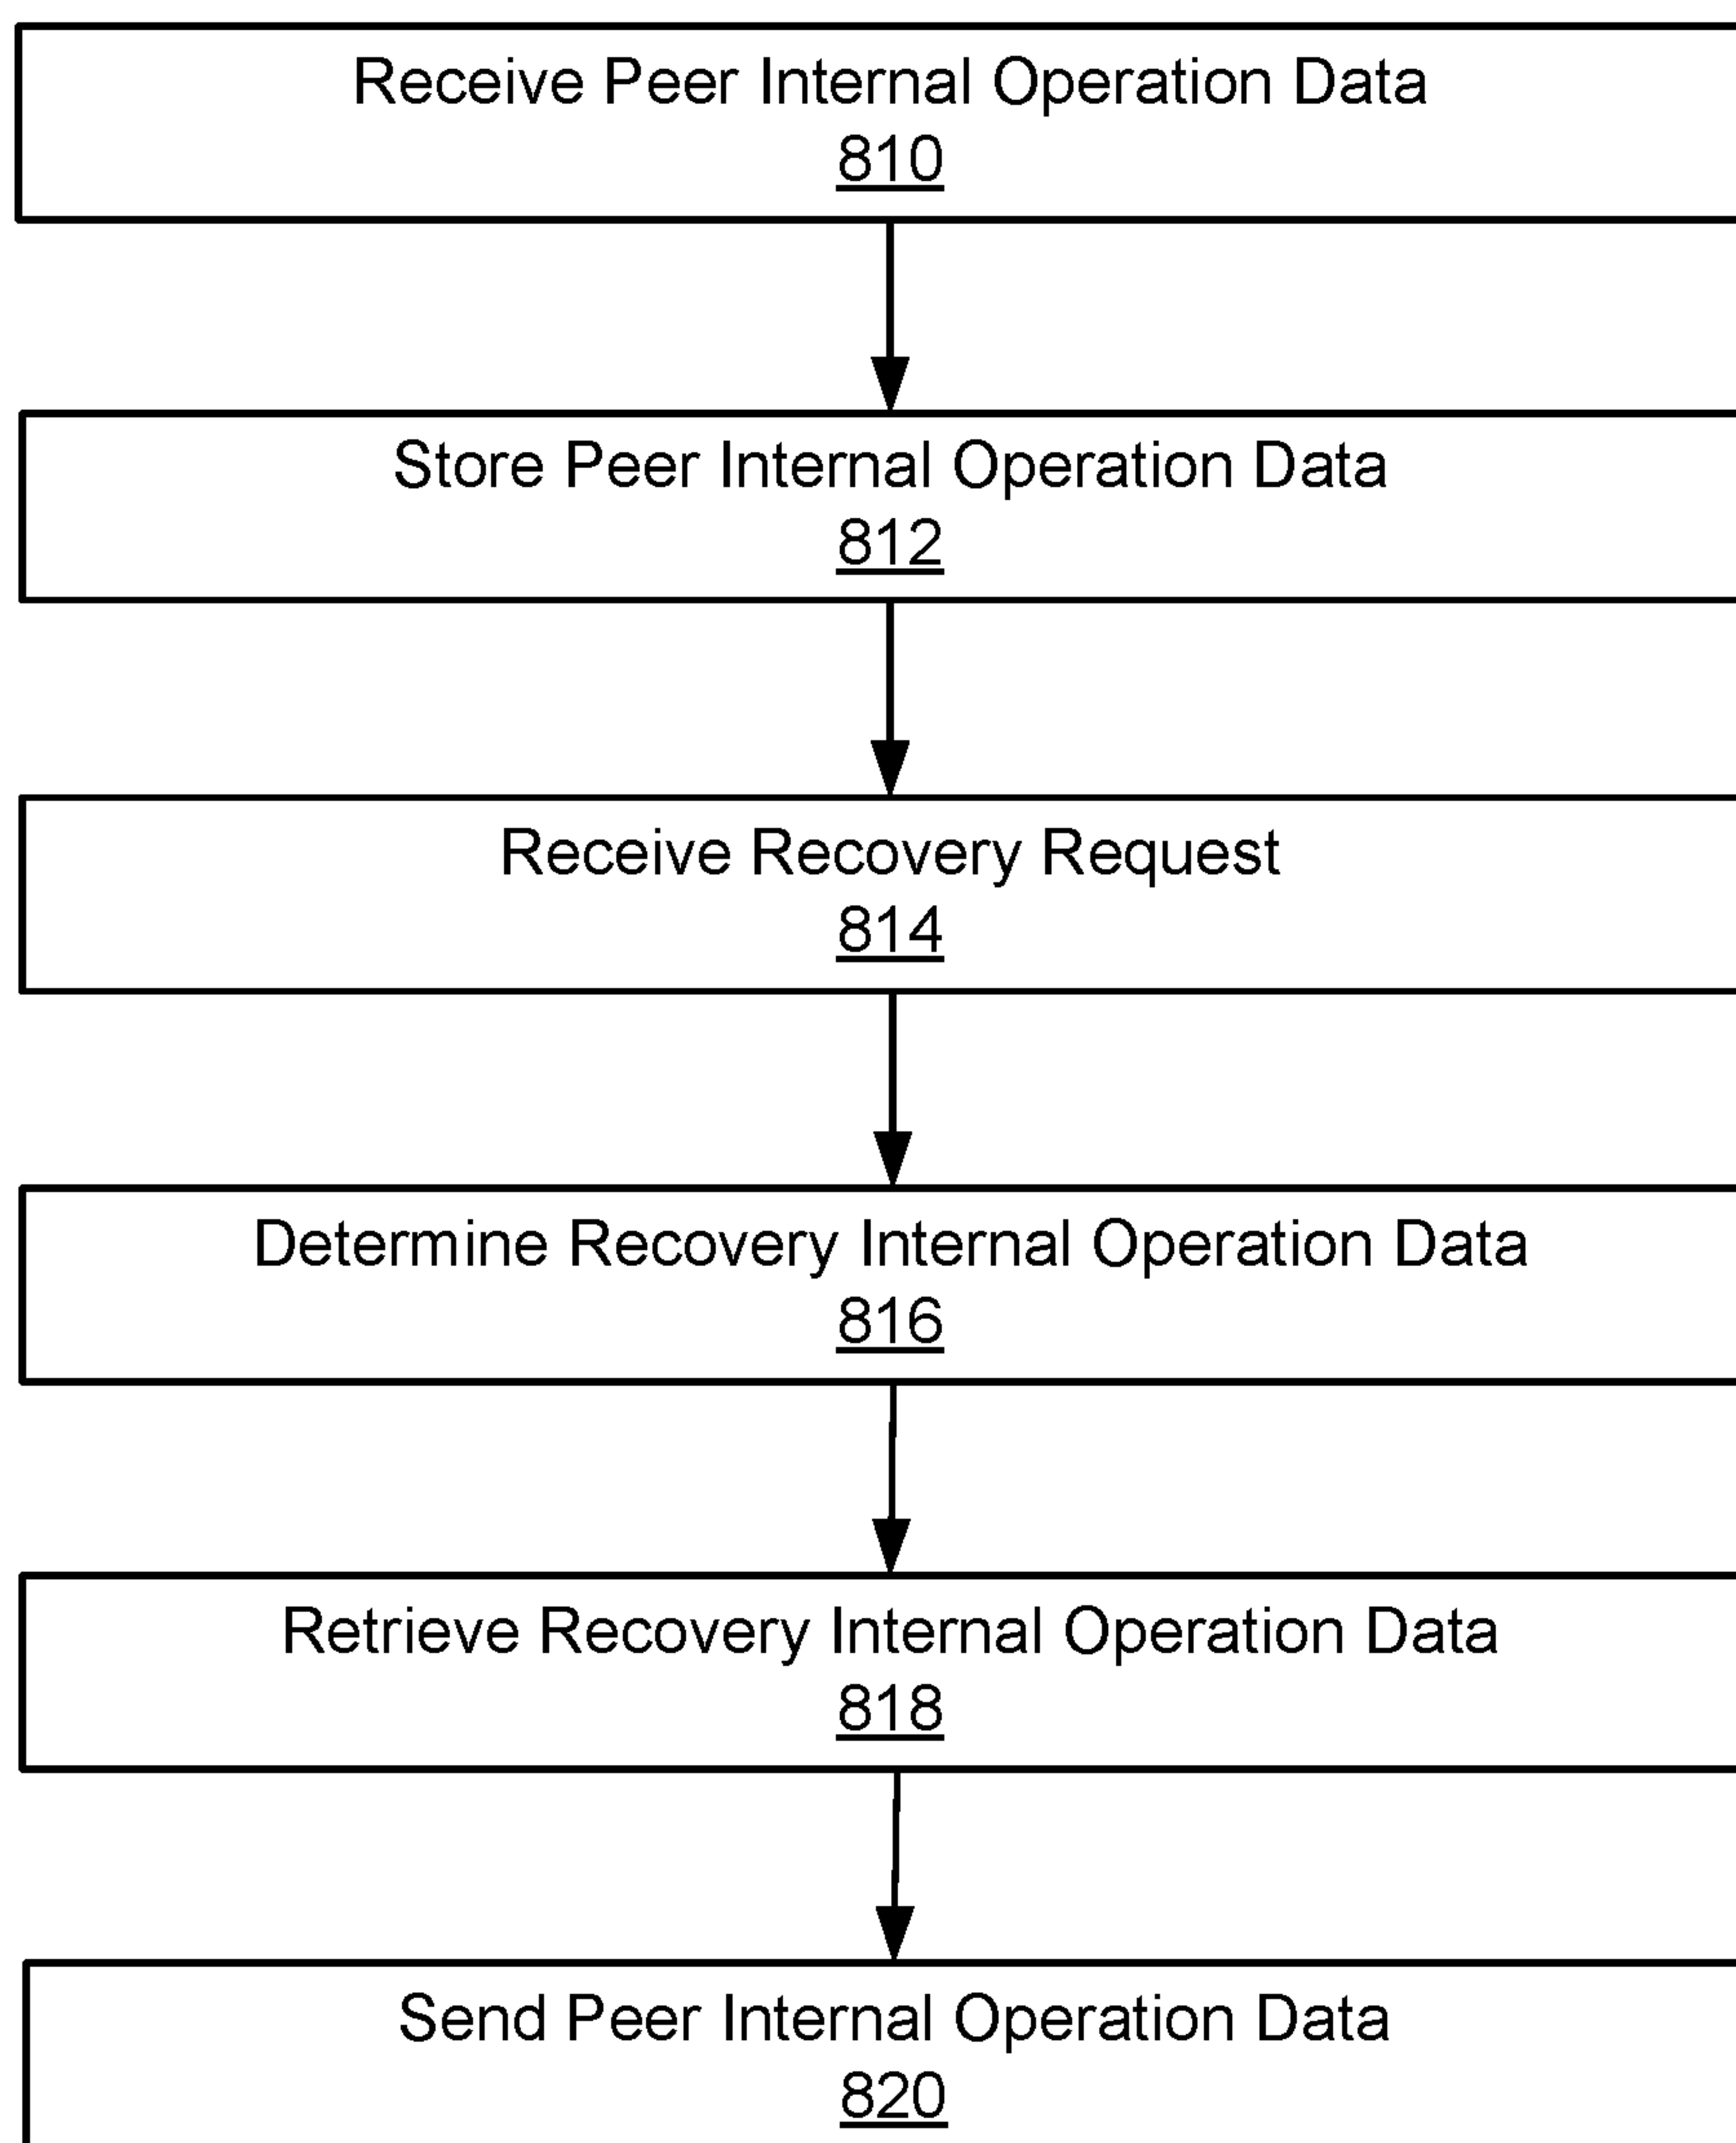 Receive Peer Internal Operation Data
810
Store Peer Internal Operation Data
812
Receive Recovery Request
814
Determine Recovery Internal Operation Data
816
Retrieve Recovery Internal Operation Data
818
Send Peer Internal Operation Data
820